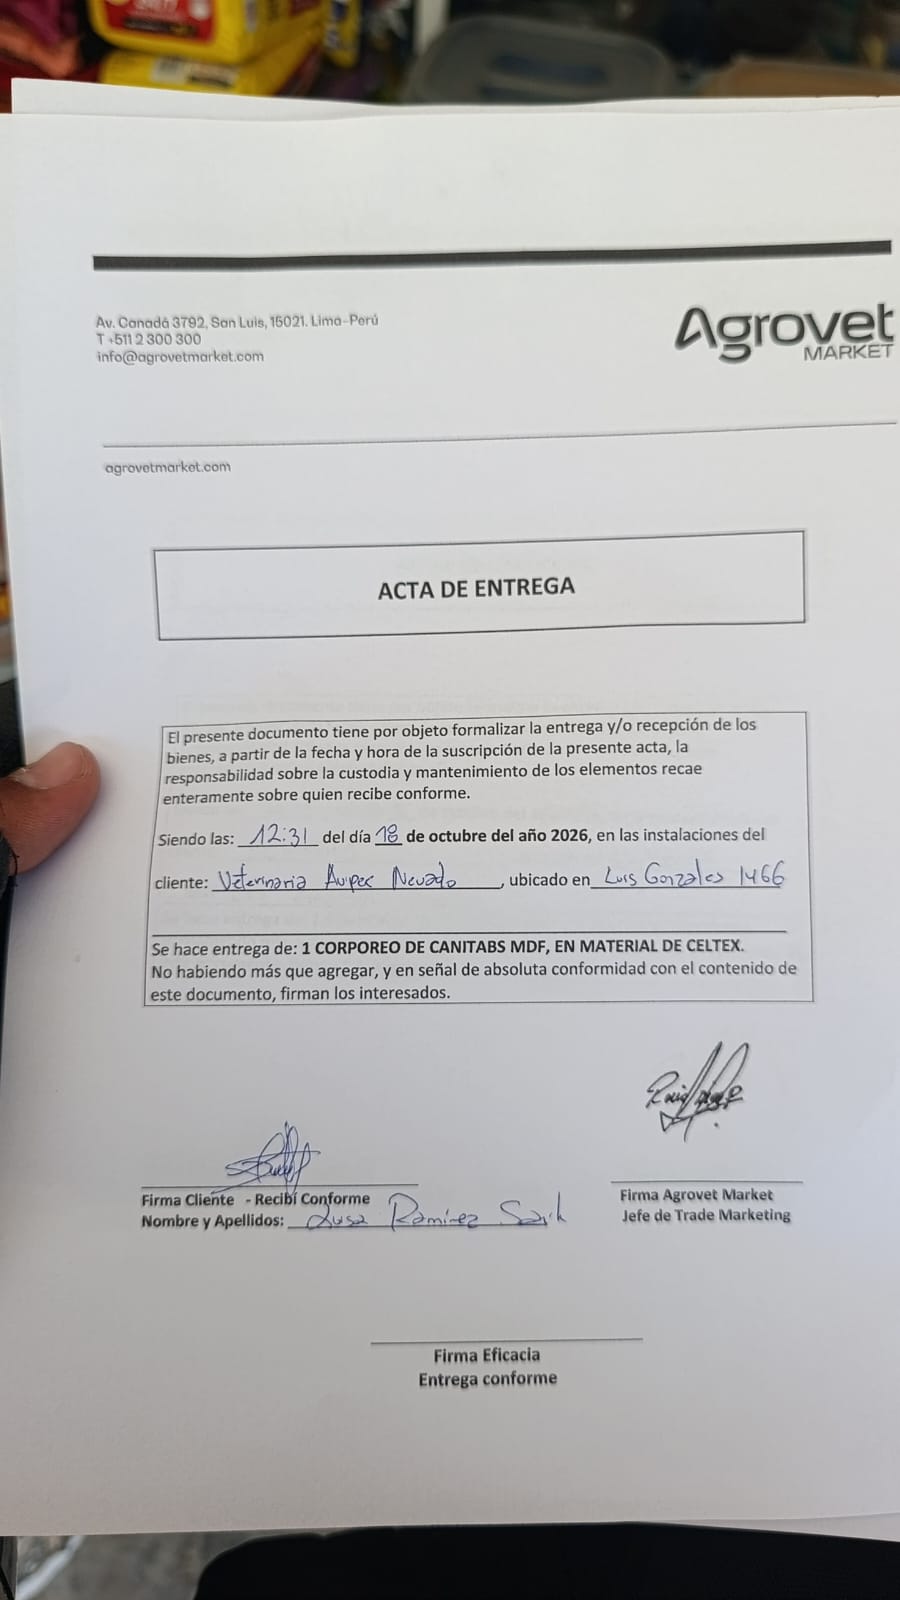 Av. Canadá 3792, San Luis, 15021. Lima-Perú
T +511 2 300 300
info@agrovetmarket.com
Agrovet
MARKET
agrovetmarket.com
ACTA DE ENTREGA
El presente documento tiene por objeto formalizar la entrega y/o recepción de los
bienes, a partir de la fecha y hora de la suscripción de la presente acta, la
responsabilidad sobre la custodia y mantenimiento de los elementos recae
enteramente sobre quien recibe conforme.
Siendo las: 12:31 del día 18 de octubre del año 2026, en las instalaciones del
cliente: Veterinaria Avipec Nevado, ubicado en Luis Gonzales 1466
Se hace entrega de: 1 CORPOREO DE CANITABS MDF, EN MATERIAL DE CELTEX.
No habiendo más que agregar, y en señal de absoluta conformidad con el contenido de
este documento, firman los interesados.
Firma Cliente - Recibí Conforme
Nombre y Apellidos: Ramirez
Firma Agrovet Market
Jefe de Trade Marketing
Firma Eficacia
Entrega conforme